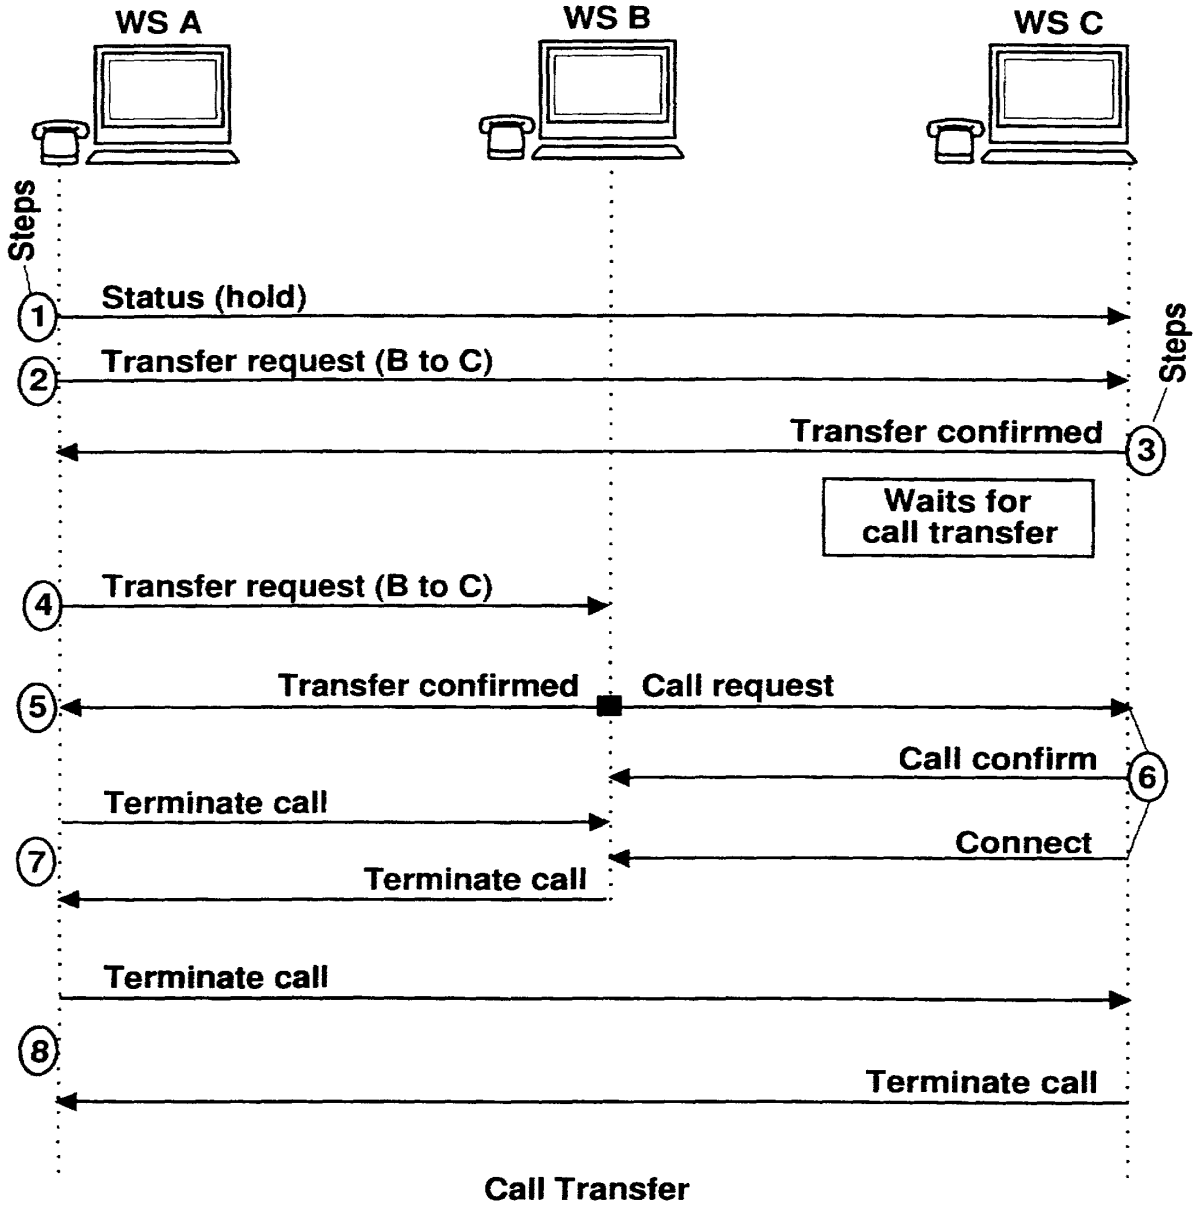 WS A
WS B
WS C
Steps
1
Status (hold)
Steps
2
Transfer request (B to C)
Transfer confirmed
3
Waits for
call transfer
4
Transfer request (B to C)
5
Transfer confirmed
Call request
Call confirm
6
Terminate call
Connect
7
Terminate call
Terminate call
8
Terminate call
Call Transfer